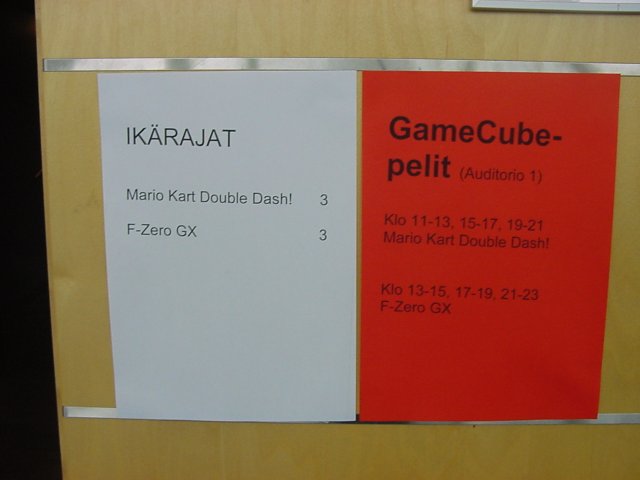 IKÄRAJAT
Mario Kart Double Dash! 3
F-Zero GX 3
GameCube-
pelit (Auditorio 1)
Klo 11-13, 15-17, 19-21
Mario Kart Double Dash!
Klo 13-15, 17-19, 21-23
F-Zero GX